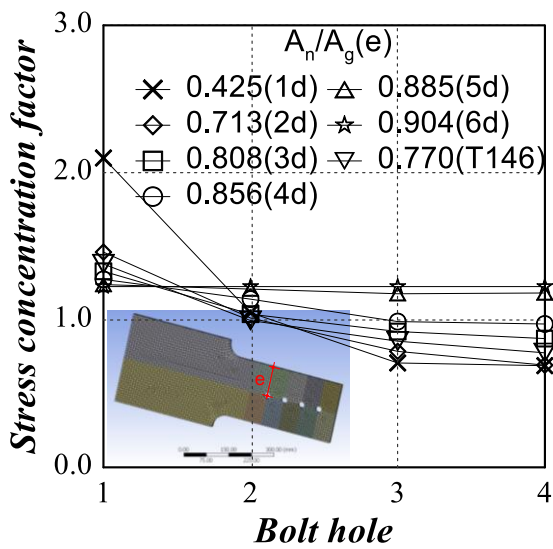 3.0
A_n/A_g(e)
0.425(1d)
0.885(5d)
0.713(2d)
0.904(6d)
0.808(3d)
0.770(T146)
0.856(4d)
2.0
1.0
0.0
Stress concentration factor
e
1
2
3
4
Bolt hole